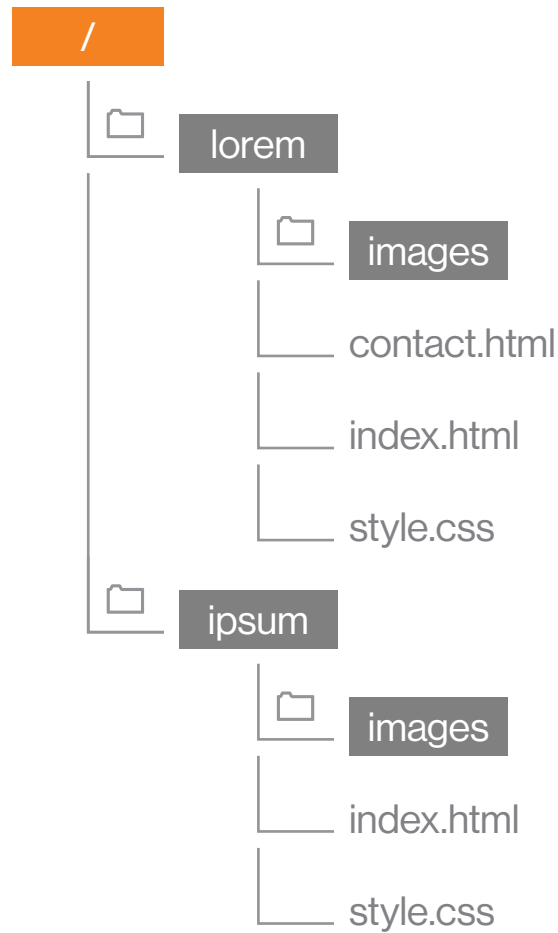 /
lorem
images
contact.html
index.html
style.css
ipsum
images
index.html
style.css